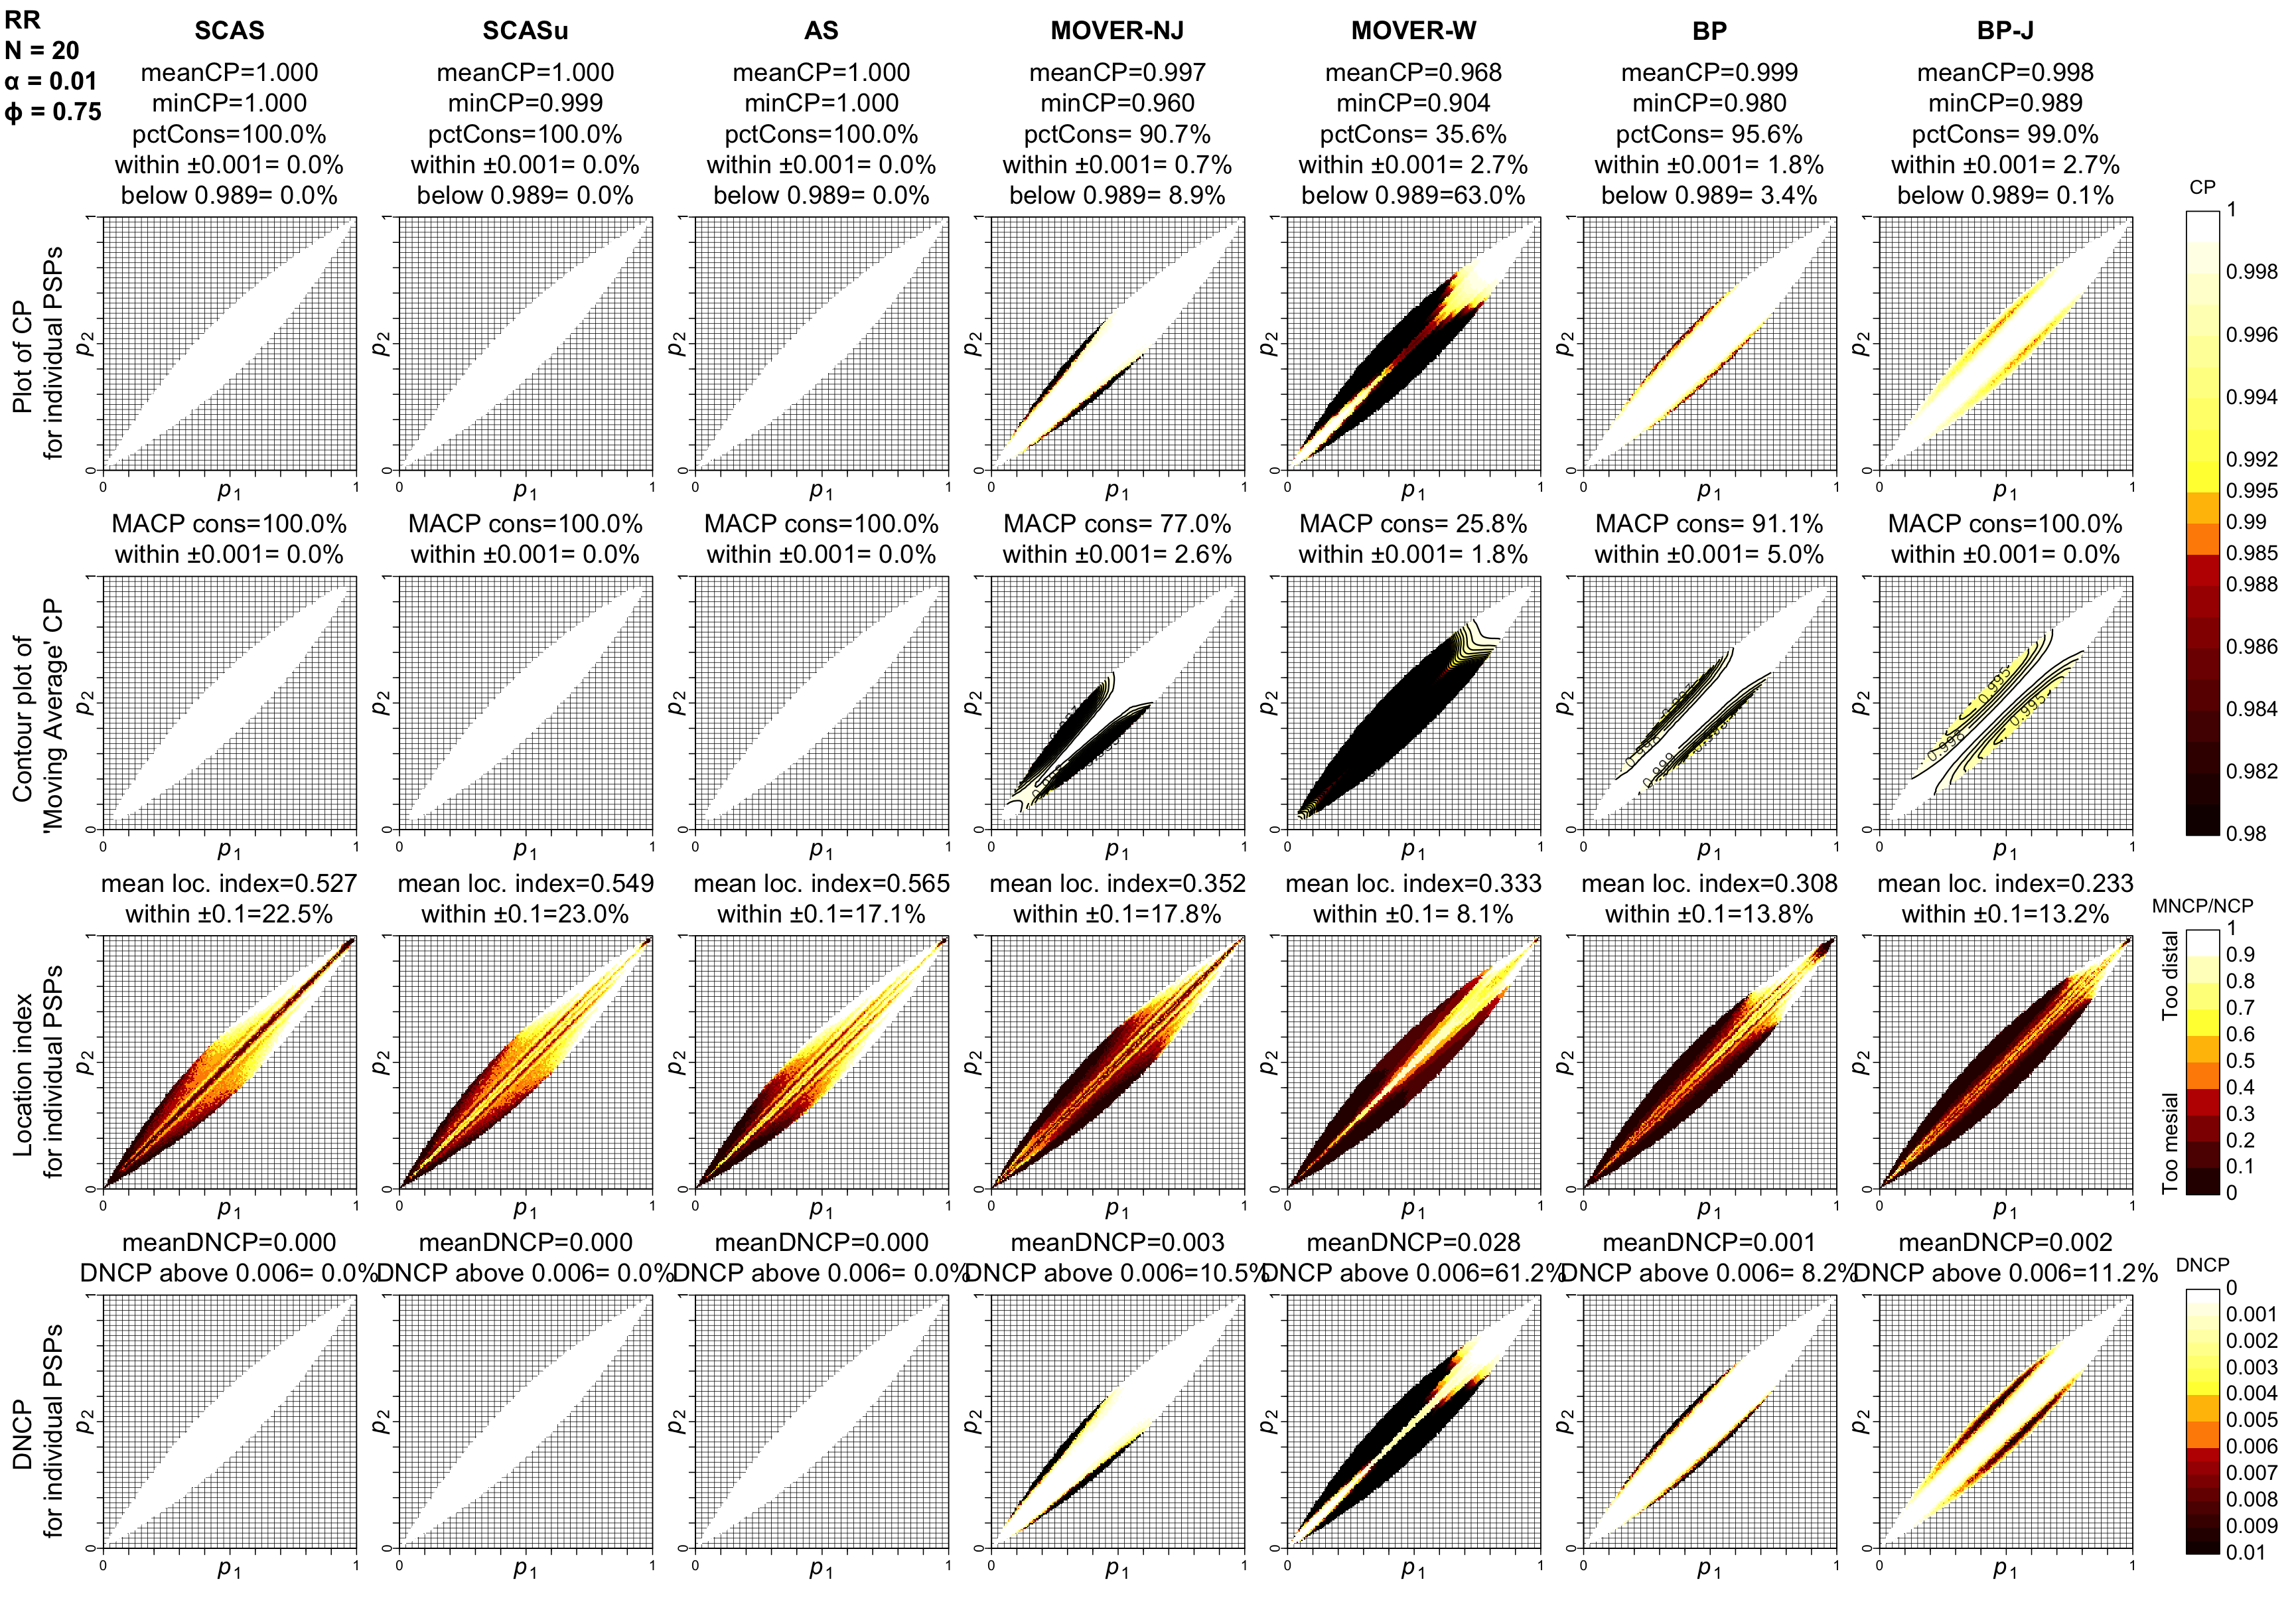 RR
N = 20
α = 0.01
ϕ = 0.75
SCAS
SCASu
AS
MOVER-NJ
MOVER-W
BP
BP-J
meanCP=1.000
minCP=1.000
pctCons=100.0%
within ±0.001= 0.0%
below 0.989= 0.0%
meanCP=1.000
minCP=0.999
pctCons=100.0%
within ±0.001= 0.0%
below 0.989= 0.0%
meanCP=1.000
minCP=1.000
pctCons=100.0%
within ±0.001= 0.0%
below 0.989= 0.0%
meanCP=0.997
minCP=0.960
pctCons= 90.7%
within ±0.001= 0.7%
below 0.989= 8.9%
meanCP=0.968
minCP=0.904
pctCons= 35.6%
within ±0.001= 2.7%
below 0.989=63.0%
meanCP=0.999
minCP=0.980
pctCons= 95.6%
within ±0.001= 1.8%
below 0.989= 3.4%
meanCP=0.998
minCP=0.989
pctCons= 99.0%
within ±0.001= 2.7%
below 0.989= 0.1%
Plot of CP
for individual PSPs
p2
0
1
p1
CP
1
0.998
0.996
0.994
0.992
0.995
0.99
0.985
0.988
0.986
0.984
0.982
0.98
MACP cons=100.0%
within ±0.001= 0.0%
MACP cons=100.0%
within ±0.001= 0.0%
MACP cons=100.0%
within ±0.001= 0.0%
MACP cons= 77.0%
within ±0.001= 2.6%
MACP cons= 25.8%
within ±0.001= 1.8%
MACP cons= 91.1%
within ±0.001= 5.0%
MACP cons=100.0%
within ±0.001= 0.0%
Contour plot of
'Moving Average' CP
p2
0
1
p1
0.995
0.995
0.998
mean loc. index=0.527
within ±0.1=22.5%
mean loc. index=0.549
within ±0.1=23.0%
mean loc. index=0.565
within ±0.1=17.1%
mean loc. index=0.352
within ±0.1=17.8%
mean loc. index=0.333
within ±0.1= 8.1%
mean loc. index=0.308
within ±0.1=13.8%
mean loc. index=0.233
within ±0.1=13.2%
Location index
for individual PSPs
p2
0
1
p1
MNCP/NCP
Too distal
Too mesial
1
0.9
0.8
0.7
0.6
0.5
0.4
0.3
0.2
0.1
0
meanDNCP=0.000
DNCP above 0.006= 0.0%
meanDNCP=0.000
DNCP above 0.006= 0.0%
meanDNCP=0.000
DNCP above 0.006= 0.0%
meanDNCP=0.003
DNCP above 0.006=10.5%
meanDNCP=0.028
DNCP above 0.006=61.2%
meanDNCP=0.001
DNCP above 0.006= 8.2%
meanDNCP=0.002
DNCP above 0.006=11.2%
DNCP
for individual PSPs
p2
0
1
p1
DNCP
0
0.001
0.002
0.003
0.004
0.005
0.006
0.007
0.008
0.009
0.01